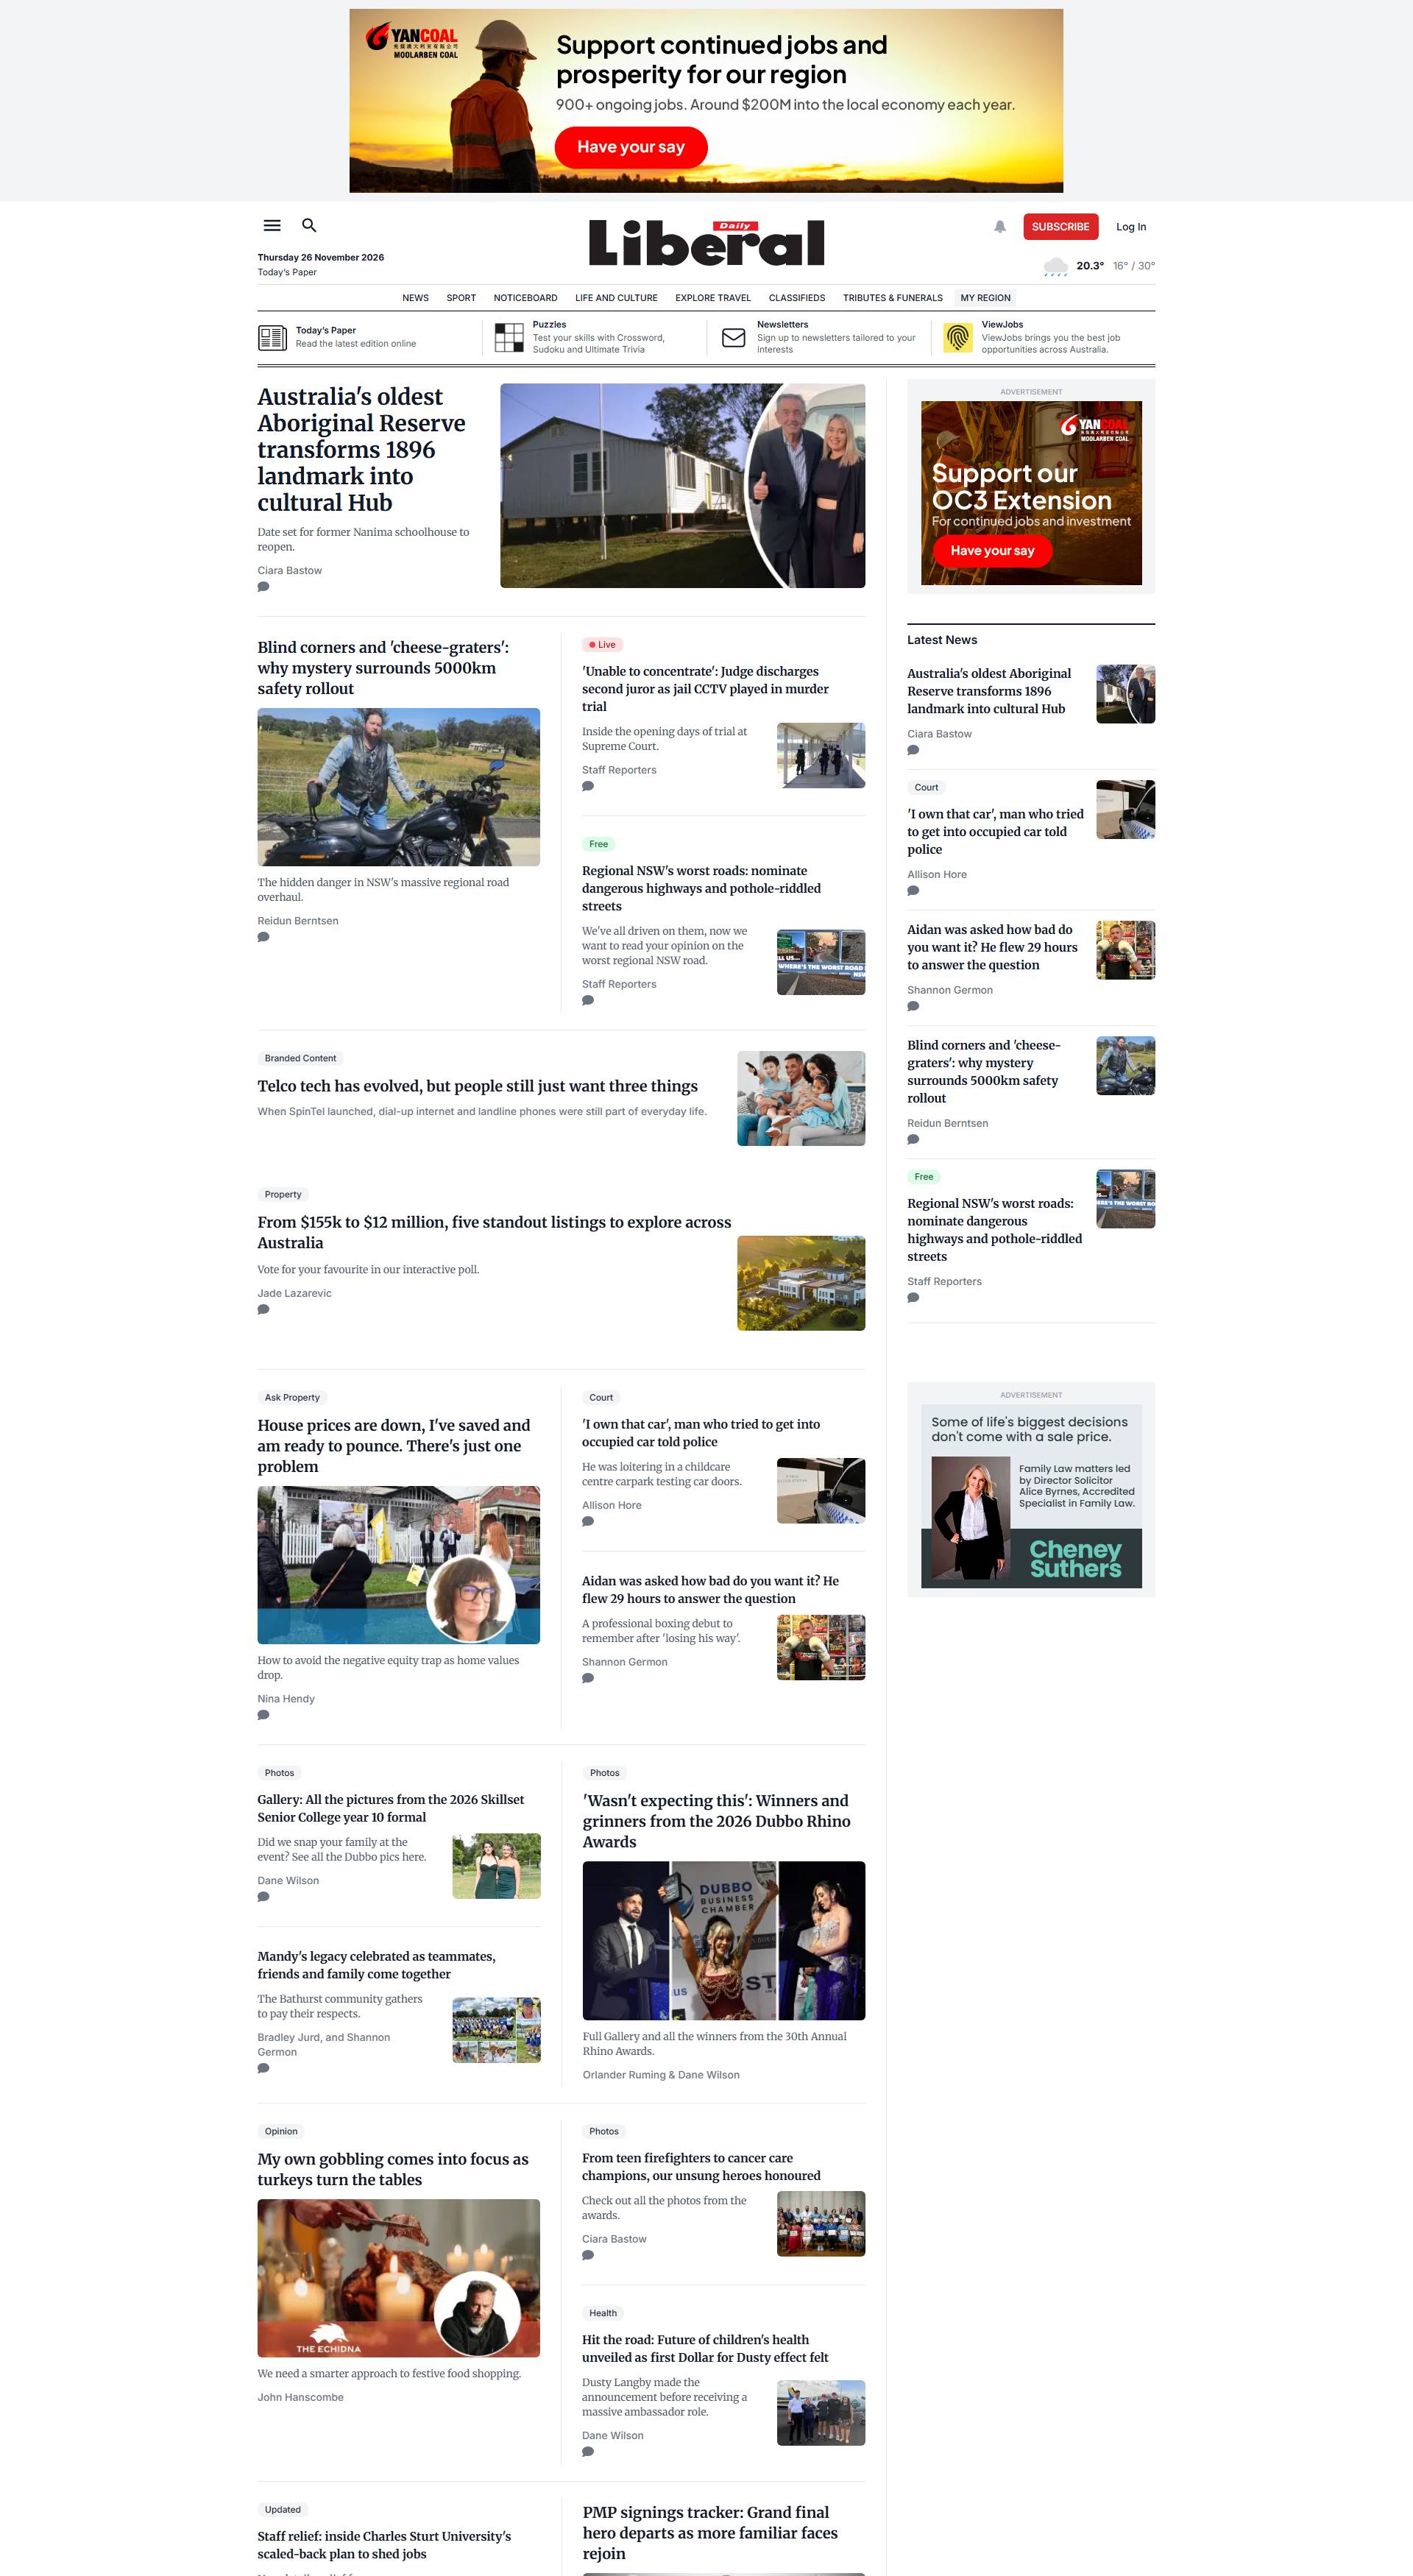 YANCOAL
MOOLARBEN COAL
Support continued jobs and
prosperity for our region
900+ ongoing jobs. Around $200M into the local economy each year.
Have your say
Daily
Liberal
SUBSCRIBE
Log In
Thursday 26 November 2026
Today's Paper
20.3° 16° / 30°
NEWS SPORT NOTICEBOARD LIFE AND CULTURE EXPLORE TRAVEL CLASSIFIEDS TRIBUTES & FUNERALS MY REGION
Today's Paper
Read the latest edition online
Puzzles
Test your skills with Crossword,
Sudoku and Ultimate Trivia
Newsletters
Sign up to newsletters tailored to your
interests
ViewJobs
ViewJobs brings you the best job
opportunities across Australia.
Australia's oldest
Aboriginal Reserve
transforms 1896
landmark into
cultural Hub
Date set for former Nanima schoolhouse to
reopen.
Ciara Bastow
Blind corners and 'cheese-graters':
why mystery surrounds 5000km
safety rollout
The hidden danger in NSW's massive regional road
overhaul.
Reidun Berntsen
Live
'Unable to concentrate': Judge discharges
second juror as jail CCTV played in murder
trial
Inside the opening days of trial at
Supreme Court.
Staff Reporters
Free
Regional NSW's worst roads: nominate
dangerous highways and pothole-riddled
streets
We've all driven on them, now we
want to read your opinion on the
worst regional NSW road.
WHERE'S THE WORST ROAD
Staff Reporters
Branded Content
Telco tech has evolved, but people still just want three things
When SpinTel launched, dial-up internet and landline phones were still part of everyday life.
Property
From $155k to $12 million, five standout listings to explore across
Australia
Vote for your favourite in our interactive poll.
Jade Lazarevic
Ask Property
House prices are down, I've saved and
am ready to pounce. There's just one
problem
How to avoid the negative equity trap as home values
drop.
Nina Hendy
Court
'I own that car', man who tried to get into
occupied car told police
He was loitering in a childcare
centre carpark testing car doors.
Allison Hore
Aidan was asked how bad do you want it? He
flew 29 hours to answer the question
A professional boxing debut to
remember after 'losing his way'.
Shannon Germon
Photos
Gallery: All the pictures from the 2026 Skillset
Senior College year 10 formal
Did we snap your family at the
event? See all the Dubbo pics here.
Dane Wilson
Mandy's legacy celebrated as teammates,
friends and family come together
The Bathurst community gathers
to pay their respects.
Bradley Jurd, and Shannon
Germon
Photos
'Wasn't expecting this': Winners and
grinners from the 2026 Dubbo Rhino
Awards
DUBBO
BUSINESS
CHAMBER
Full Gallery and all the winners from the 30th Annual
Rhino Awards.
Orlander Ruming & Dane Wilson
Opinion
My own gobbling comes into focus as
turkeys turn the tables
THE ECHIDNA
We need a smarter approach to festive food shopping.
John Hanscombe
Photos
From teen firefighters to cancer care
champions, our unsung heroes honoured
Check out all the photos from the
awards.
Ciara Bastow
Health
Hit the road: Future of children's health
unveiled as first Dollar for Dusty effect felt
Dusty Langby made the
announcement before receiving a
massive ambassador role.
Dane Wilson
Updated
Staff relief: inside Charles Sturt University's
scaled-back plan to shed jobs
PMP signings tracker: Grand final
hero departs as more familiar faces
rejoin
ADVERTISEMENT
YANCOAL
MOOLARBEN COAL
Support our
OC3 Extension
For continued jobs and investment
Have your say
Latest News
Australia's oldest Aboriginal
Reserve transforms 1896
landmark into cultural Hub
Ciara Bastow
Court
'I own that car', man who tried
to get into occupied car told
police
Allison Hore
Aidan was asked how bad do
you want it? He flew 29 hours
to answer the question
Shannon Germon
Blind corners and 'cheese-
graters': why mystery
surrounds 5000km safety
rollout
Reidun Berntsen
Free
Regional NSW's worst roads:
nominate dangerous
highways and pothole-riddled
streets
Staff Reporters
ADVERTISEMENT
Some of life's biggest decisions
don't come with a sale price.
Family Law matters led
by Director Solicitor
Alice Byrnes, Accredited
Specialist in Family Law.
Cheney
Suthers